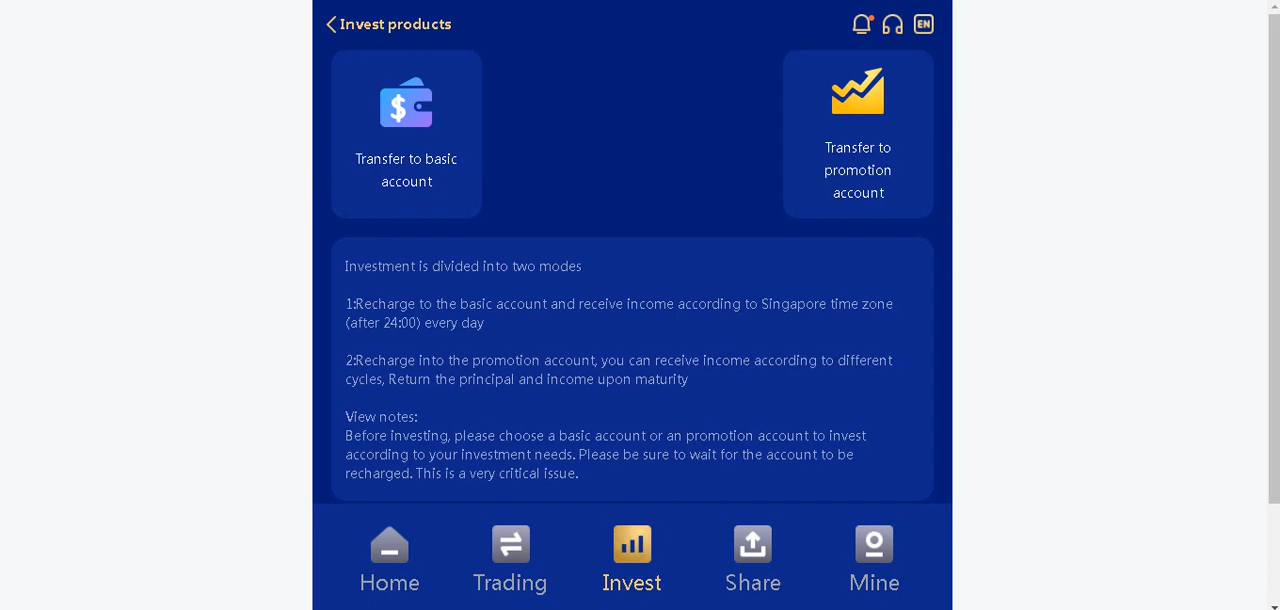 Invest products
EN
Transfer to basic
account
Transfer to
promotion
account
Investment is divided into two modes
1:Recharge to the basic account and receive income according to Singapore time zone
(after 24:00) every day
2:Recharge into the promotion account, you can receive income according to different
cycles, Return the principal and income upon maturity
View notes:
Before investing, please choose a basic account or an promotion account to invest
according to your investment needs. Please be sure to wait for the account to be
recharged. This is a very critical issue.
Home
Trading
Invest
Share
Mine